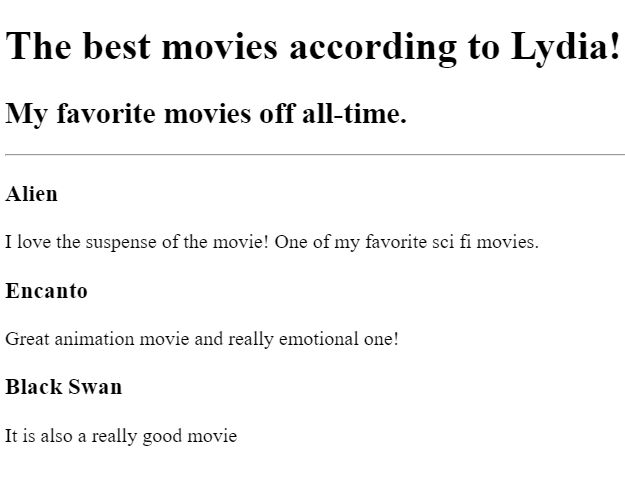 The best movies according to Lydia!
My favorite movies off all-time.
Alien
I love the suspense of the movie! One of my favorite sci fi movies.
Encanto
Great animation movie and really emotional one!
Black Swan
It is also a really good movie